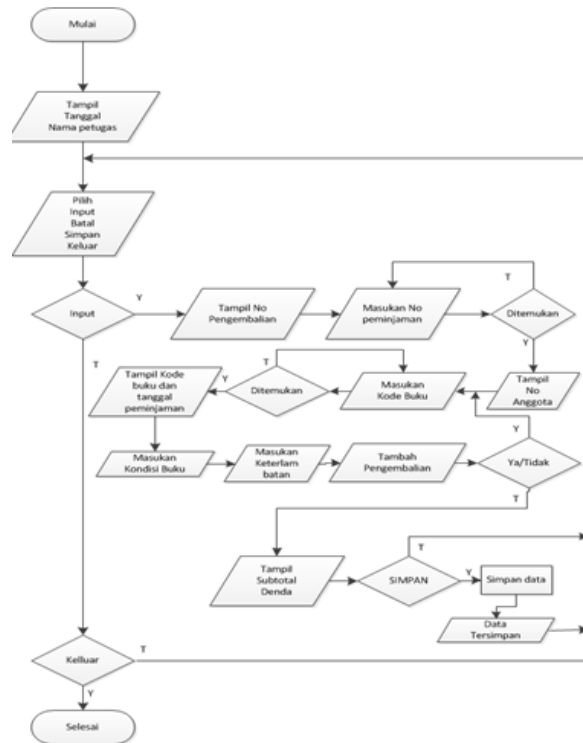 Mulai
Tampil
Tanggal
Nama petugas
Pilih
Input
Batal
Simpan
Keluar
Input
Y
T
Tampil No
Pengembalian
Masukan No
peminjaman
T
Ditemukan
Y
Tampil
No
Anggota
Masukan
Kode Buku
T
Ditemukan
Y
Tampil Kode
buku dan
tanggal
peminjaman
Masukan
Kondisi Buku
Masukan
Keterlam
batan
Tambah
Pengembalian
Ya/Tidak
Y
T
Tampil
Subtotal
Denda
SIMPAN
T
Y
Simpan data
Data
Tersimpan
Kelluar
T
Y
Selesai